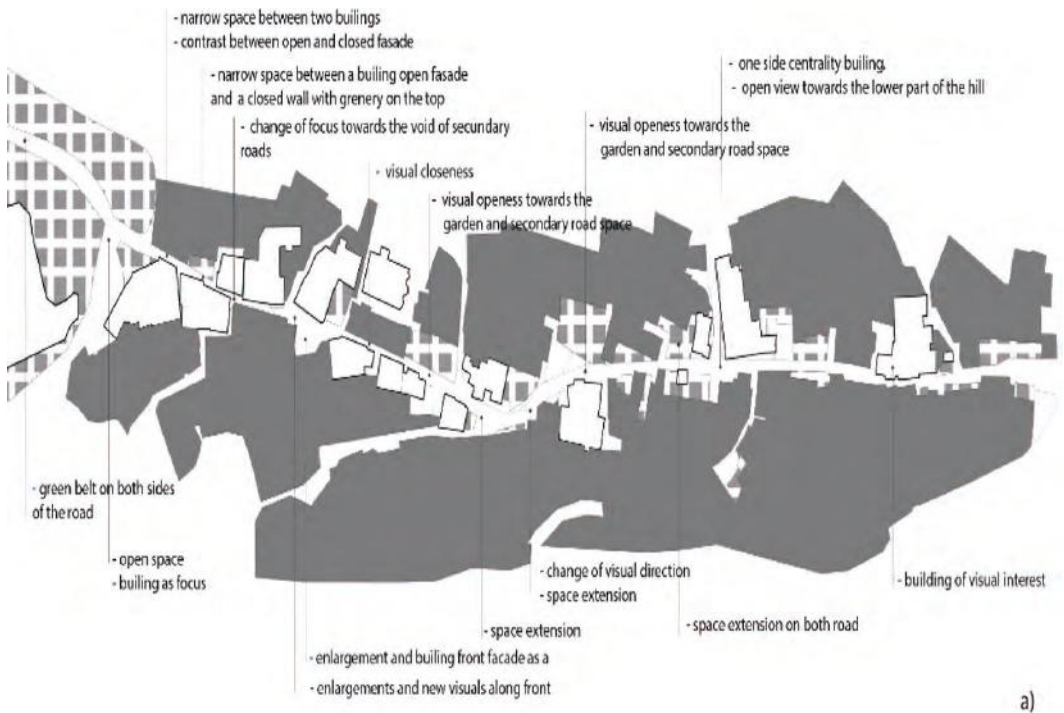 - narrow space between two builings
- contrast between open and closed fasade
- narrow space between a builing open fasade
and a closed wall with grenery on the top
- change of focus towards the void of secundary
roads
- visual closeness
- visual openess towards the
garden and secondary road space
- visual openess towards the
garden and secondary road space
- one side centrality builing.
- open view towards the lower part of the hill
- green belt on both sides
of the road
- open space
- builing as focus
- enlargement and builing front facade as a
- enlargements and new visuals along front
- space extension
- change of visual direction
- space extension
- space extension on both road
- building of visual interest
a)